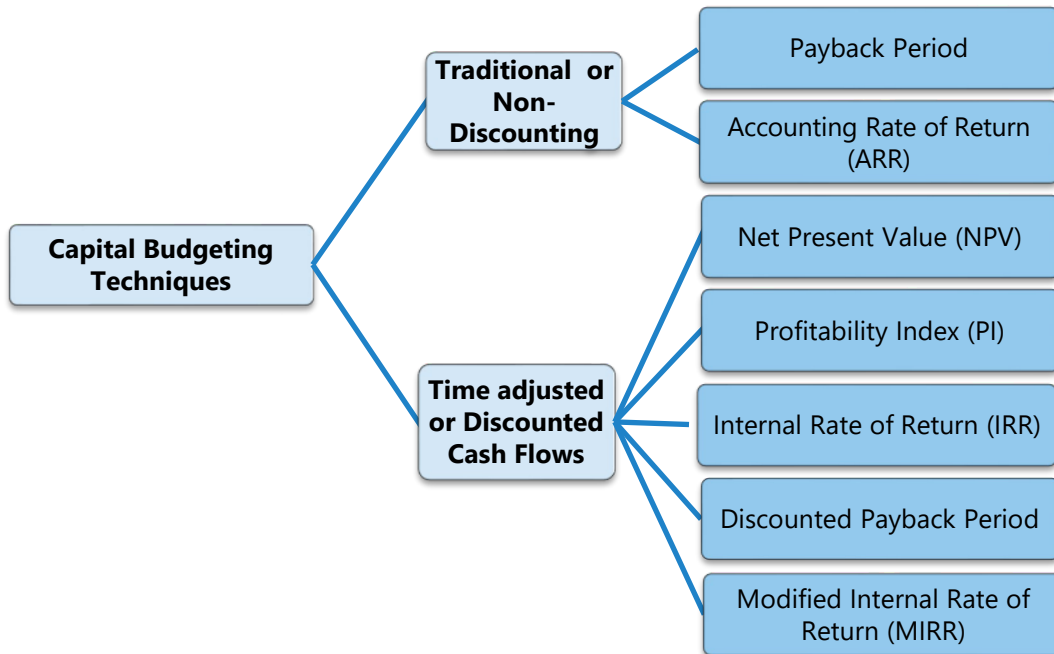 Capital Budgeting
Techniques
Traditional or
Non-
Discounting
Payback Period
Accounting Rate of Return
(ARR)
Time adjusted
or Discounted
Cash Flows
Net Present Value (NPV)
Profitability Index (PI)
Internal Rate of Return (IRR)
Discounted Payback Period
Modified Internal Rate of
Return (MIRR)